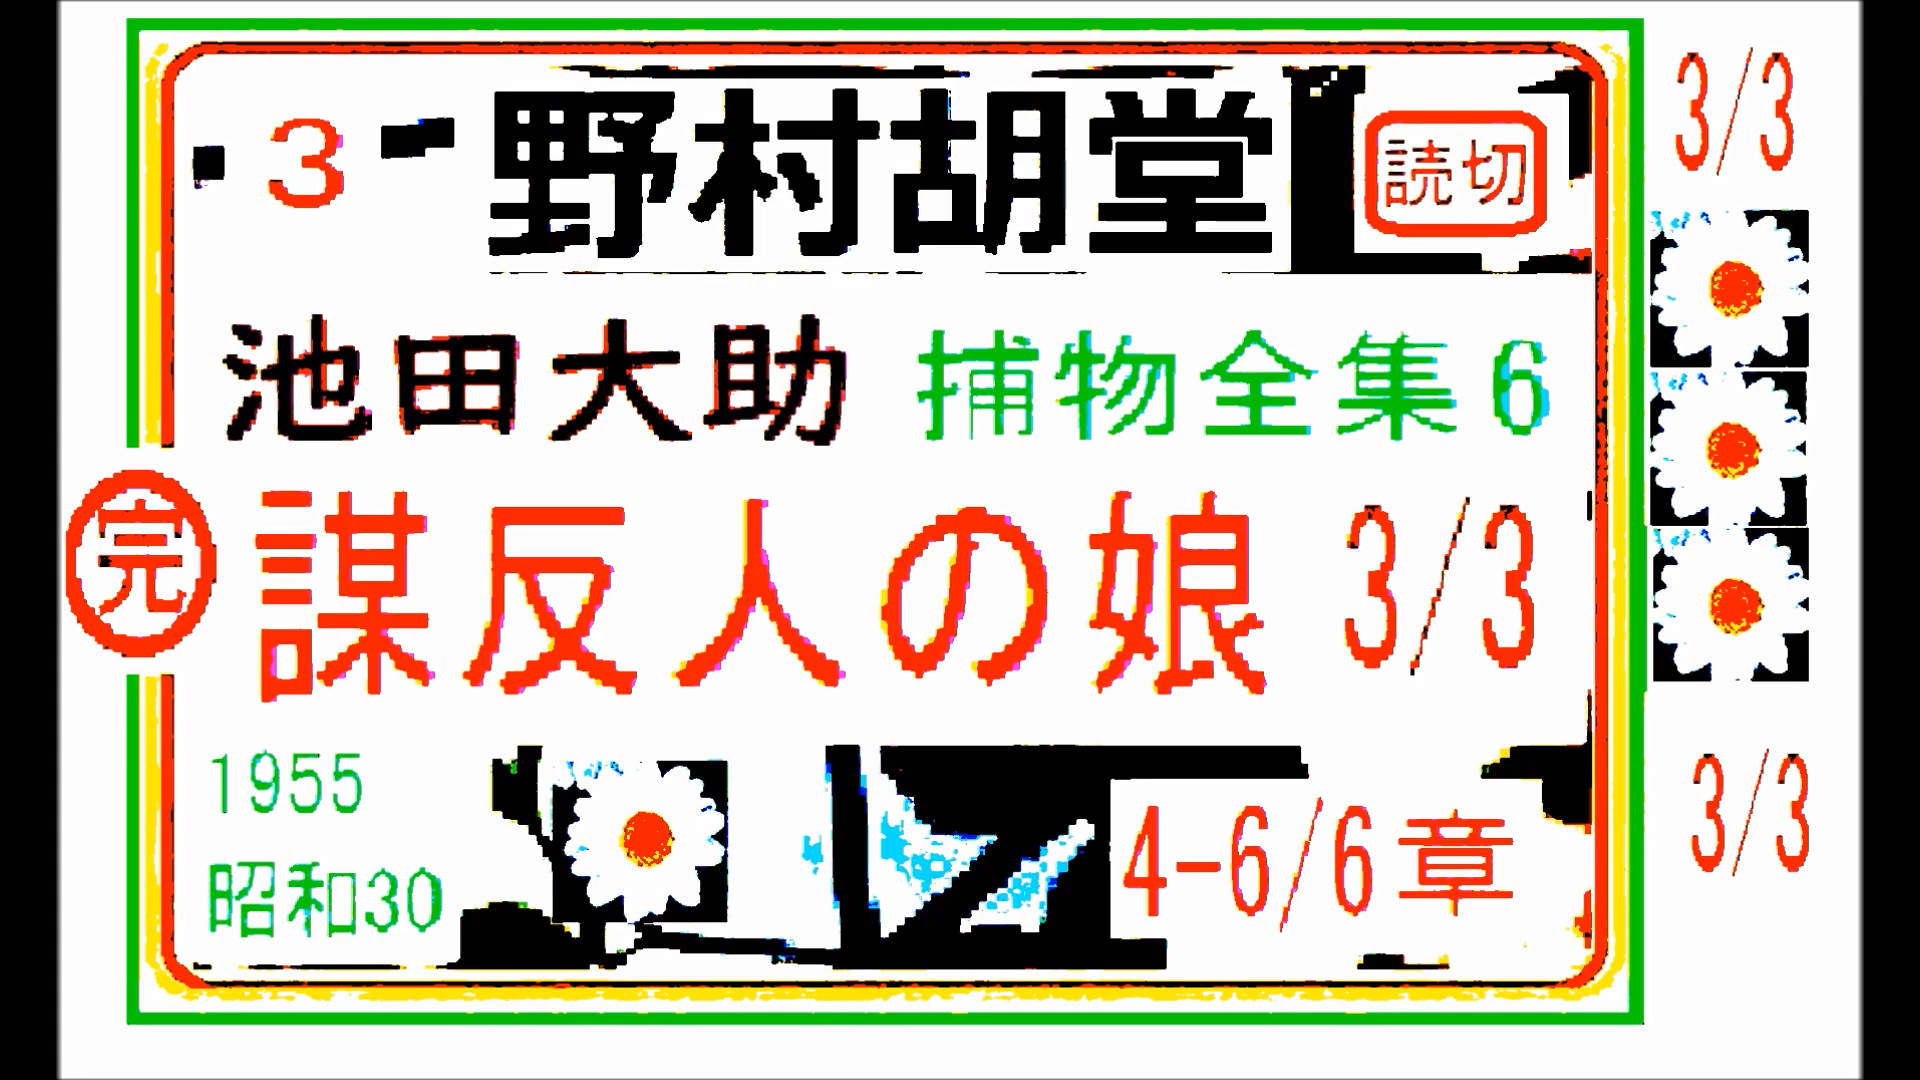 3 野村胡堂 読切
池田大助 捕物全集6
完 謀反人の娘 3/3
1955
昭和30
4-6/6章
3/3
3/3